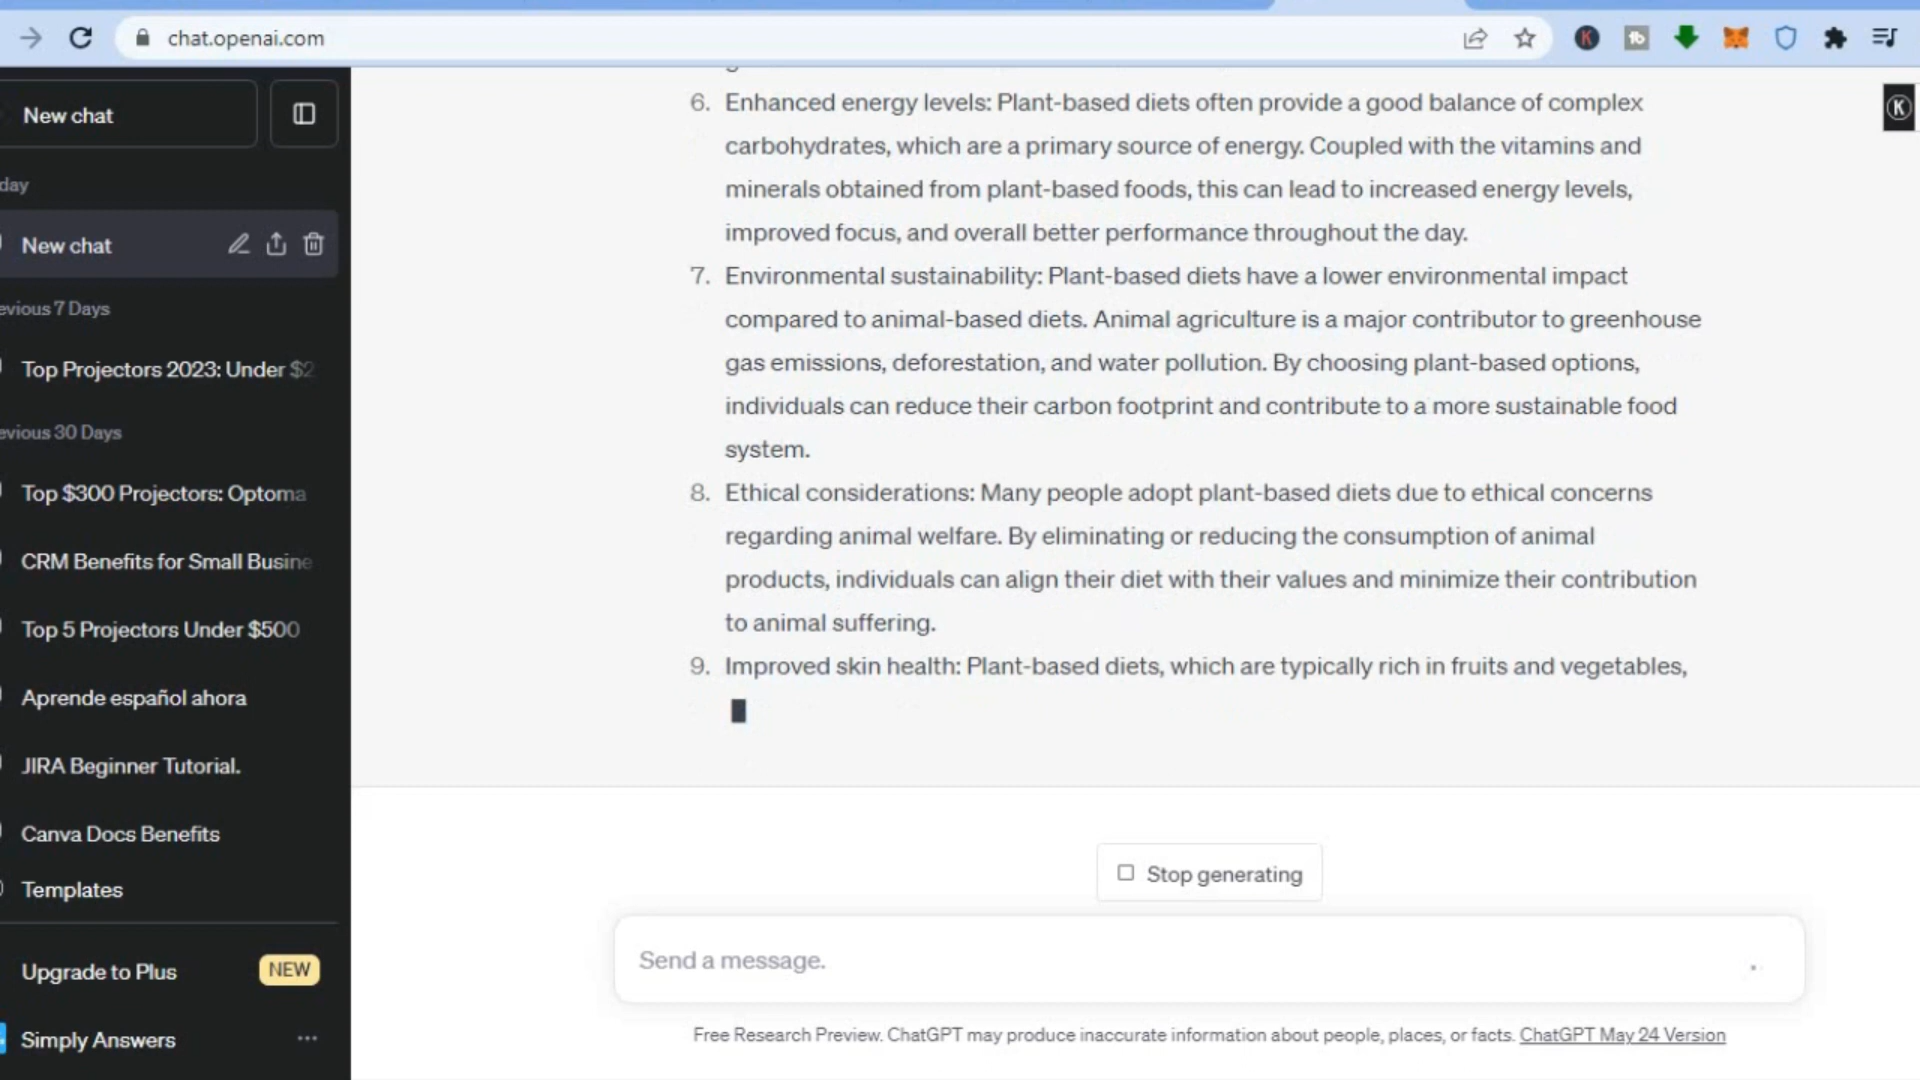 chat.openai.com
New chat
day
New chat
evious 7 Days
Top Projectors 2023: Under $2
evious 30 Days
Top $300 Projectors: Optoma
CRM Benefits for Small Busine
Top 5 Projectors Under $500
Aprende español ahora
JIRA Beginner Tutorial.
Canva Docs Benefits
Templates
Upgrade to Plus NEW
Simply Answers
6. Enhanced energy levels: Plant-based diets often provide a good balance of complex
carbohydrates, which are a primary source of energy. Coupled with the vitamins and
minerals obtained from plant-based foods, this can lead to increased energy levels,
improved focus, and overall better performance throughout the day.
7. Environmental sustainability: Plant-based diets have a lower environmental impact
compared to animal-based diets. Animal agriculture is a major contributor to greenhouse
gas emissions, deforestation, and water pollution. By choosing plant-based options,
individuals can reduce their carbon footprint and contribute to a more sustainable food
system.
8. Ethical considerations: Many people adopt plant-based diets due to ethical concerns
regarding animal welfare. By eliminating or reducing the consumption of animal
products, individuals can align their diet with their values and minimize their contribution
to animal suffering.
9. Improved skin health: Plant-based diets, which are typically rich in fruits and vegetables,
Stop generating
Send a message.
Free Research Preview. ChatGPT may produce inaccurate information about people, places, or facts. ChatGPT May 24 Version
K
tb
K